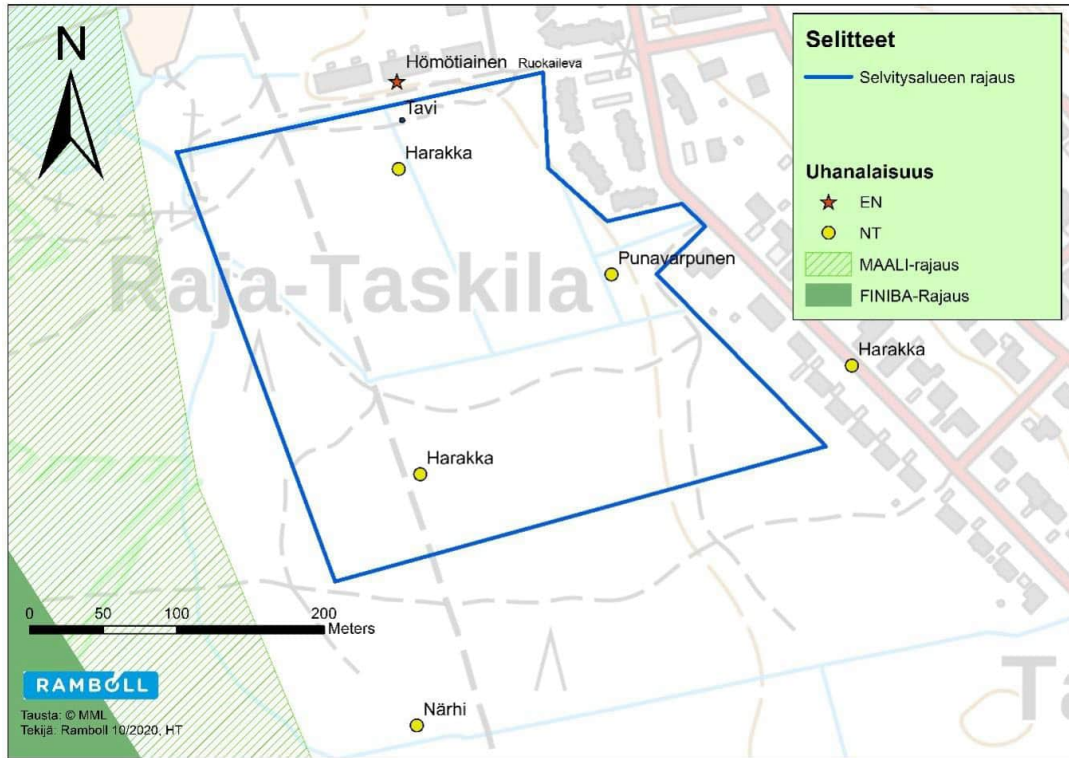 N
Hömötiainen Ruokaileva
Tavi
Harakka
Punavarpunen
Raja-Taskila
Harakka
Harakka
Närhi
Ta
Selitteet
Selvitysalueen rajaus
Uhanalaisuus
EN
NT
MAALI-rajaus
FINIBA-Rajaus
0 50 100 200
Meters
RAMBOLL
Tausta: © MML
Tekijä: Ramboll 10/2020, HT